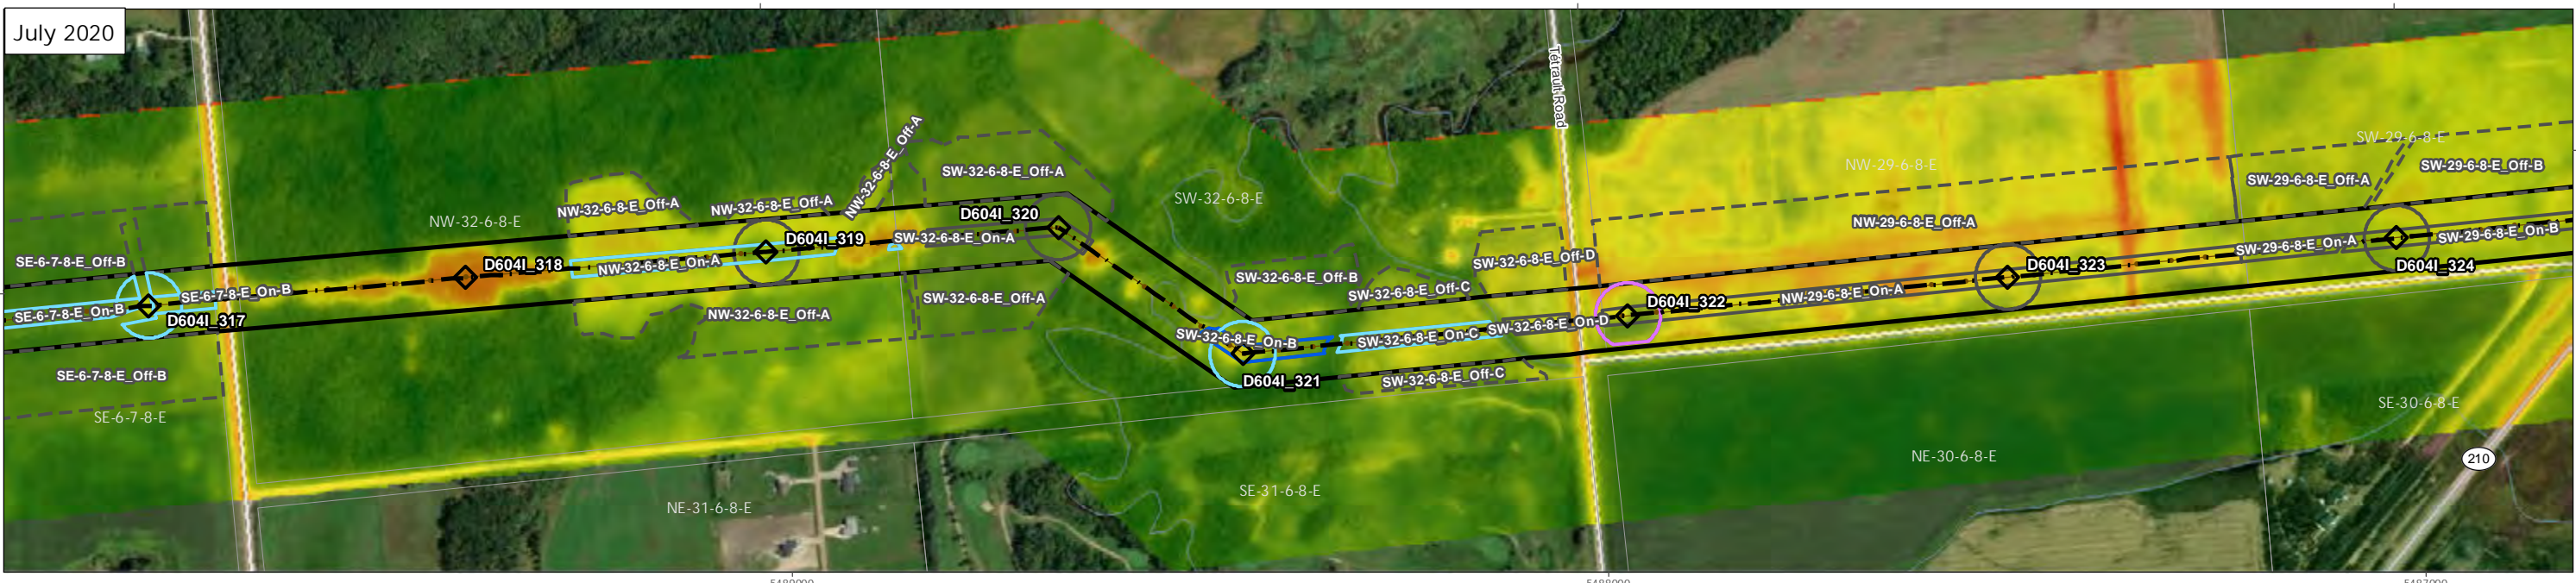 July 2020
Tétrault Road
NW-32-6-8-E_Off-A
SW-32-6-8-E_Off-A
SW-29-6-8-E
SW-29-6-8-E_Off-B
NW-29-6-8-E
SW-29-6-8-E_Off-A
SW-32-6-8-E
NW-32-6-8-E_Off-A
NW-32-6-8-E_Off-A
D604I_320
NW-32-6-8-E
NW-29-6-8-E_Off-A
D604I_319
SW-32-6-8-E_On-A
SW-29-6-8-E_On-A
SW-29-6-8-E_On-B
SE-6-7-8-E_Off-B
D604I_318
NW-32-6-8-E_On-A
SW-32-6-8-E_Off-D
D604I_323
D604I_324
SW-32-6-8-E_Off-B
SW-32-6-8-E_Off-C
SE-6-7-8-E_On-B
SW-32-6-8-E_Off-A
NW-29-6-8-E_On-A
D604I_322
SE-6-7-8-E_On-B
D604I_317
NW-32-6-8-E_Off-A
SW-32-6-8-E_On-D
SW-32-6-8-E_On-B
SW-32-6-8-E_On-C
SE-6-7-8-E_Off-B
D604I_321
SW-32-6-8-E_Off-C
SE-6-7-8-E
SE-30-6-8-E
NE-30-6-8-E
210
SE-31-6-8-E
NE-31-6-8-E